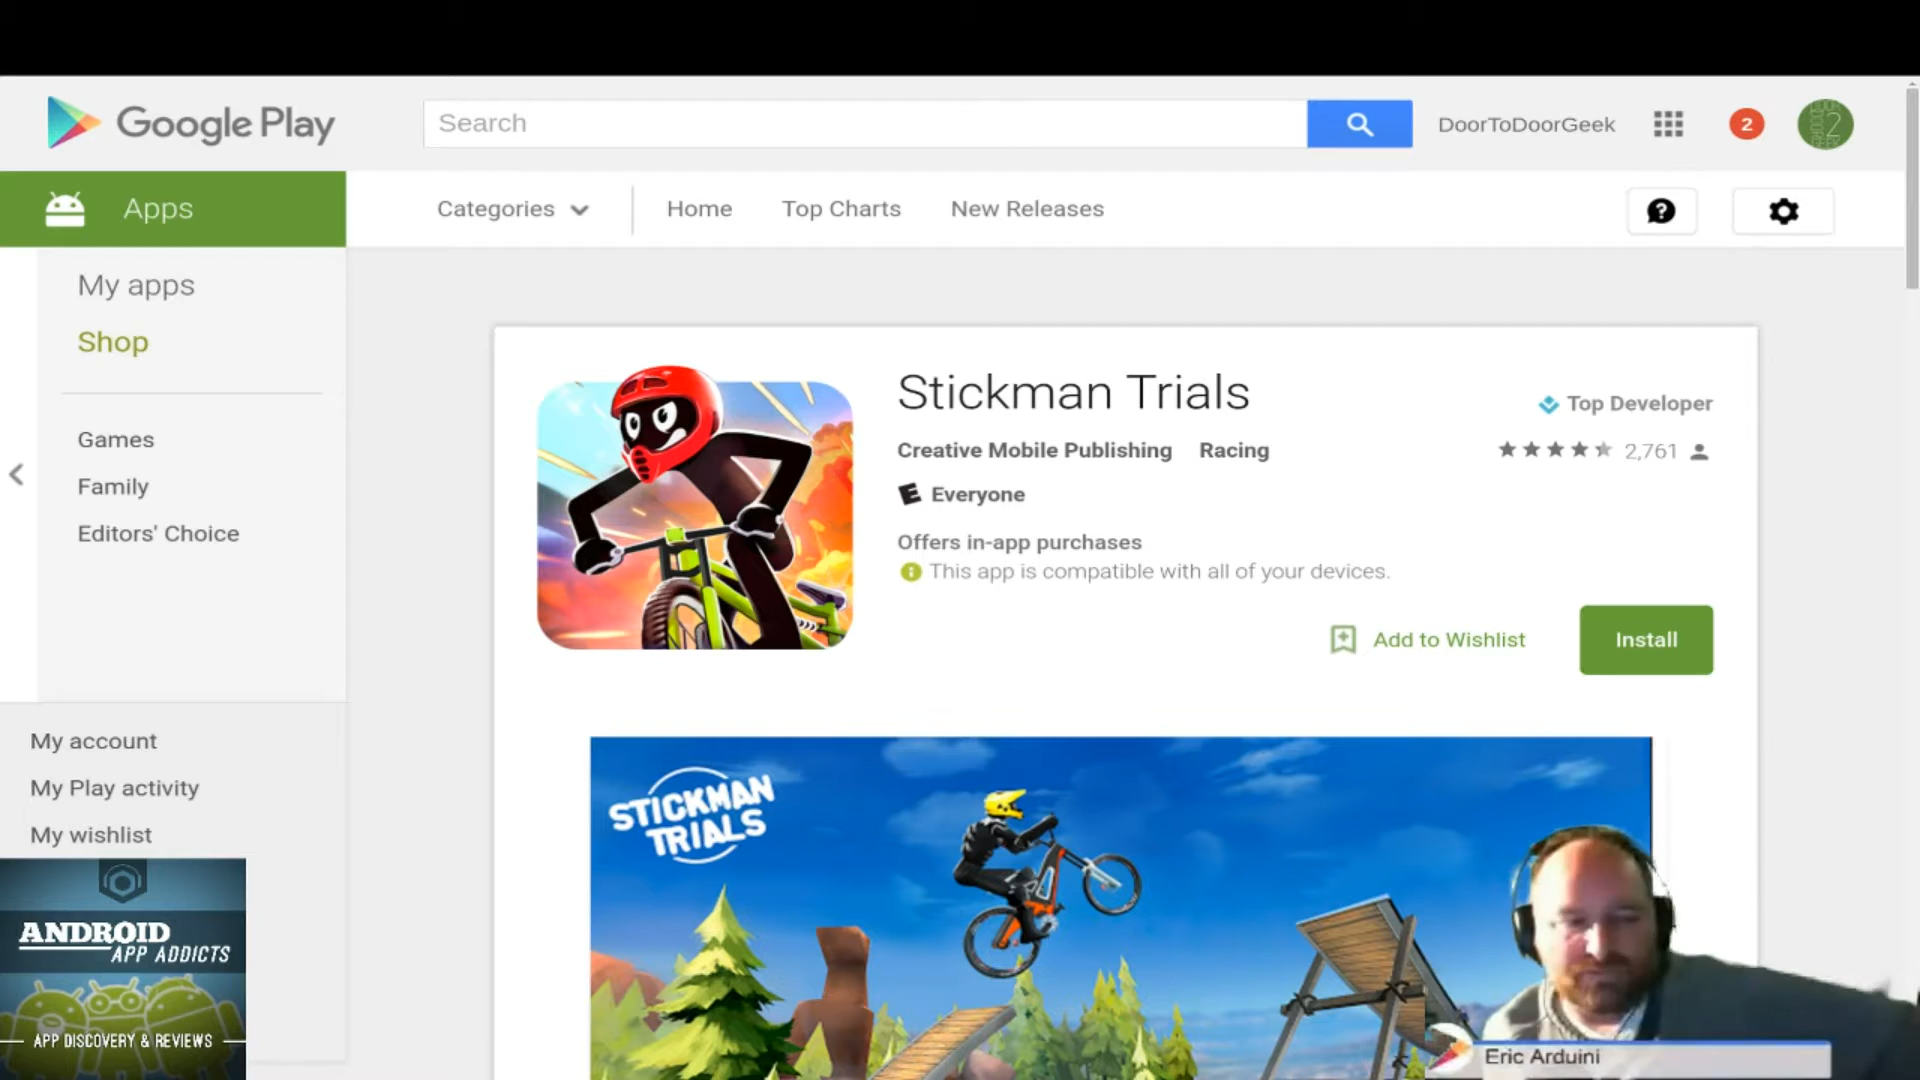 Google Play
Search
DoorToDoorGeek
2
Apps
Categories
Home
Top Charts
New Releases
My apps
Shop
Games
Family
Editors' Choice
My account
My Play activity
My wishlist
Stickman Trials
Top Developer
Creative Mobile Publishing Racing
2,761
E Everyone
Offers in-app purchases
This app is compatible with all of your devices.
Add to Wishlist
Install
STICKMAN
TRIALS
ANDROID
APP ADDICTS
APP DISCOVERY & REVIEWS
Eric Arduini